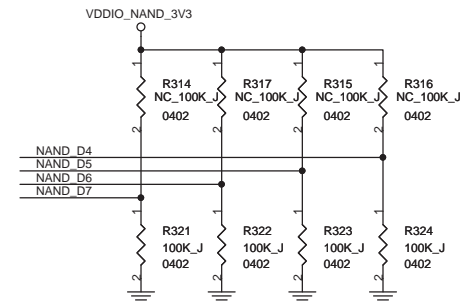 VDDIO_NAND_3V3
1 1 1 1
R314 R317 R315 R316
NC_100K_J NC_100K_J NC_100K_J NC_100K_J
0402 0402 0402 0402
2 2 2 2
NAND_D4
NAND_D5
NAND_D6
NAND_D7
1 1 1 1
R321 R322 R323 R324
100K_J 100K_J 100K_J 100K_J
0402 0402 0402 0402
2 2 2 2